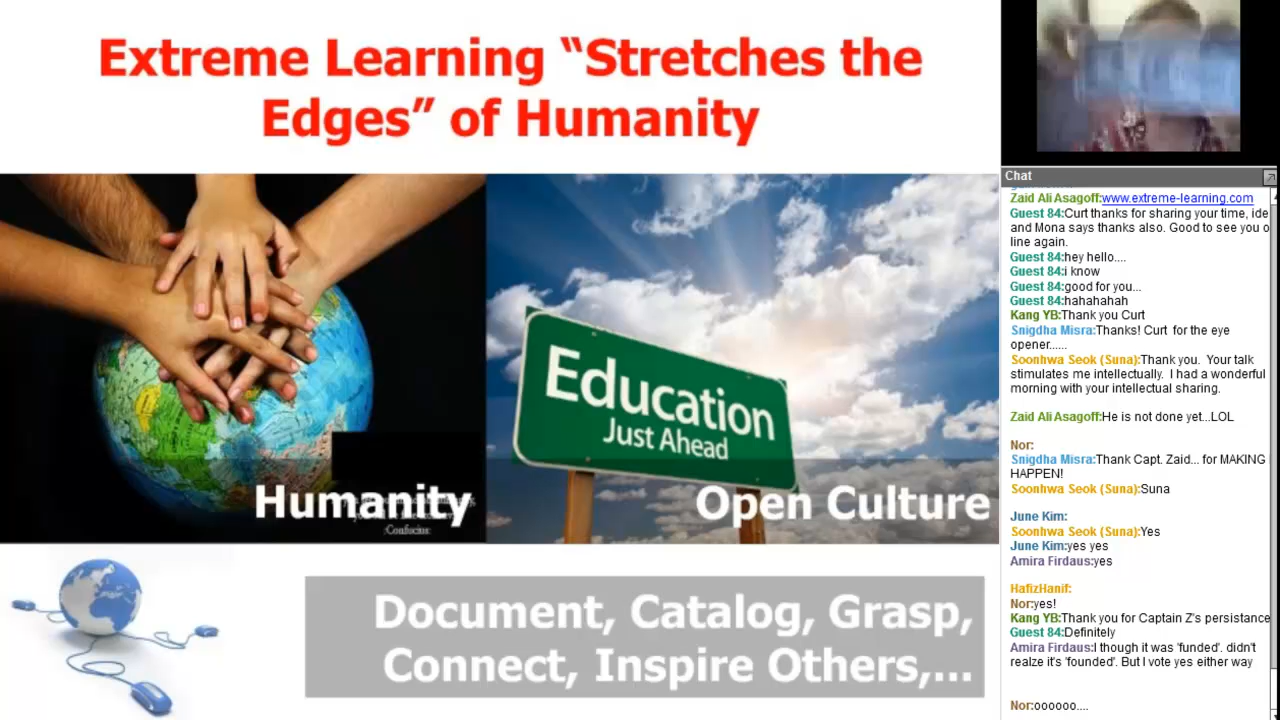 Extreme Learning “Stretches the
Edges” of Humanity
Education
Just Ahead
Humanity
:Confucius:
Open Culture
Document, Catalog, Grasp,
Connect, Inspire Others,...
Chat
Zaid Ali Asagoff:www.extreme-learning.com
Guest 84:Curt thanks for sharing your time, ide
and Mona says thanks also. Good to see you o
line again.
Guest 84:hey hello....
Guest 84:i know
Guest 84:good for you...
Guest 84:hahahahah
Kang YB:Thank you Curt
Snigdha Misra:Thanks! Curt for the eye
opener......
Soonhwa Seok (Suna):Thank you. Your talk
stimulates me intellectually. I had a wonderful
morning with your intellectual sharing.
Zaid Ali Asagoff:He is not done yet...LOL
Nor:
Snigdha Misra:Thank Capt. Zaid... for MAKING
HAPPEN!
Soonhwa Seok (Suna):Suna
June Kim:
Soonhwa Seok (Suna):Yes
June Kim:yes yes
Amira Firdaus:yes
HafizHanif:
Nor:yes!
Kang YB:Thank you for Captain Z's persistance
Guest 84:Definitely
Amira Firdaus:I though it was 'funded'. didn't
realze it's 'founded'. But I vote yes either way
Nor:oooooo....